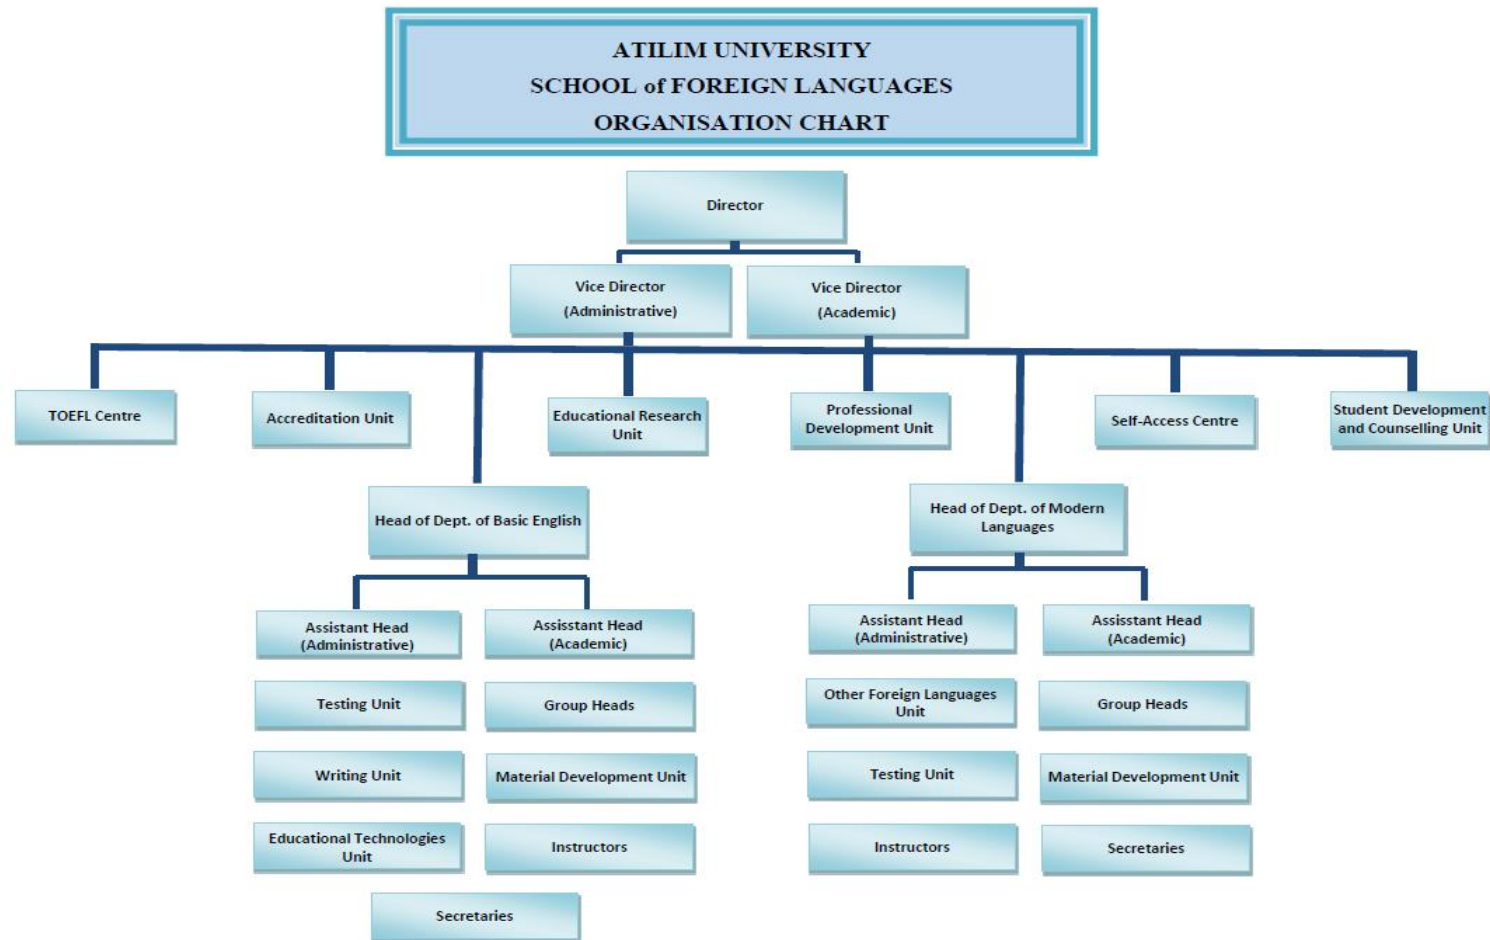 ATILIM UNIVERSITY
SCHOOL of FOREIGN LANGUAGES
ORGANISATION CHART
Director
Vice Director
(Administrative)
Vice Director
(Academic)
TOEFL Centre
Accreditation Unit
Educational Research
Unit
Professional
Development Unit
Self-Access Centre
Student Development
and Counselling Unit
Head of Dept. of Basic English
Head of Dept. of Modern
Languages
Assistant Head
(Administrative)
Assisstant Head
(Academic)
Assistant Head
(Administrative)
Assisstant Head
(Academic)
Testing Unit
Group Heads
Other Foreign Languages
Unit
Group Heads
Writing Unit
Material Development Unit
Testing Unit
Material Development Unit
Educational Technologies
Unit
Instructors
Instructors
Secretaries
Secretaries